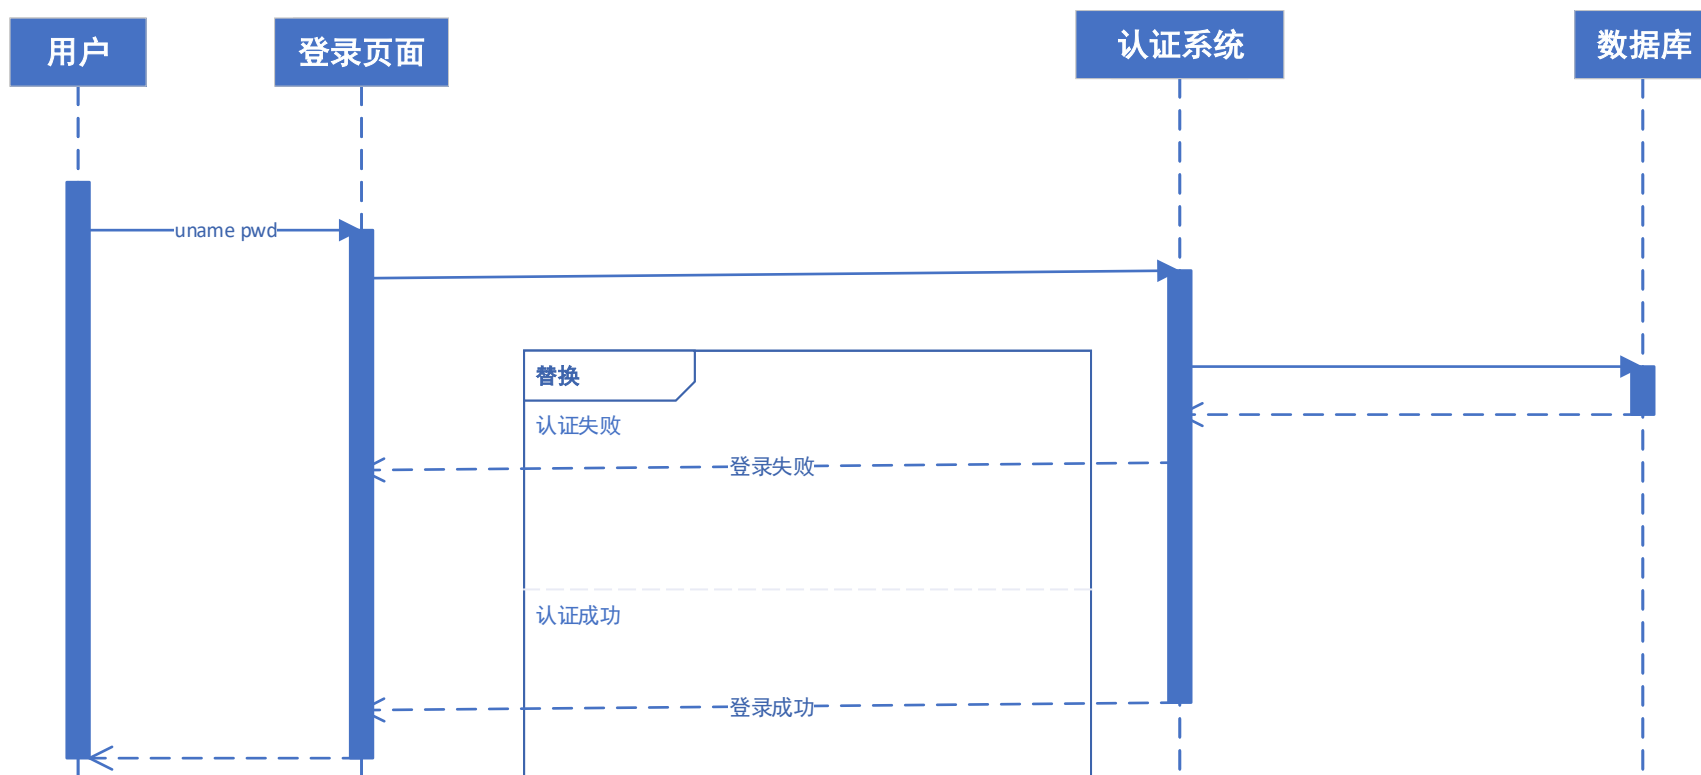 用户
登录页面
认证系统
数据库
uname pwd
替换
认证失败
登录失败
认证成功
登录成功